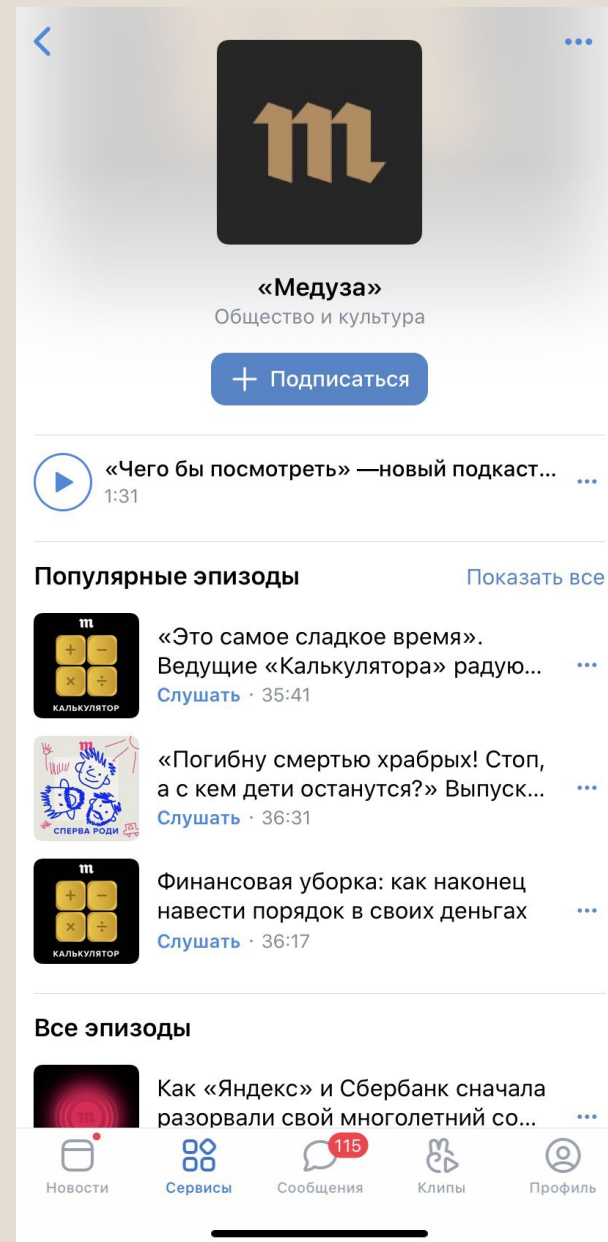 m
«Медуза»
Общество и культура
+ Подписаться
«Чего бы посмотреть» —новый подкаст...
1:31
Популярные эпизоды
Показать все
m
КАЛЬКУЛЯТОР
«Это самое сладкое время».
Ведущие «Калькулятора» радую...
Слушать · 35:41
m
СПЕРВА РОДИ
«Погибну смертью храбрых! Стоп,
а с кем дети останутся?» Выпуск...
Слушать · 36:31
m
КАЛЬКУЛЯТОР
Финансовая уборка: как наконец
навести порядок в своих деньгах
Слушать · 36:17
Все эпизоды
m
Как «Яндекс» и Сбербанк сначала
разорвали свой многолетний со...
115
Новости
Сервисы
Сообщения
Клипы
Профиль